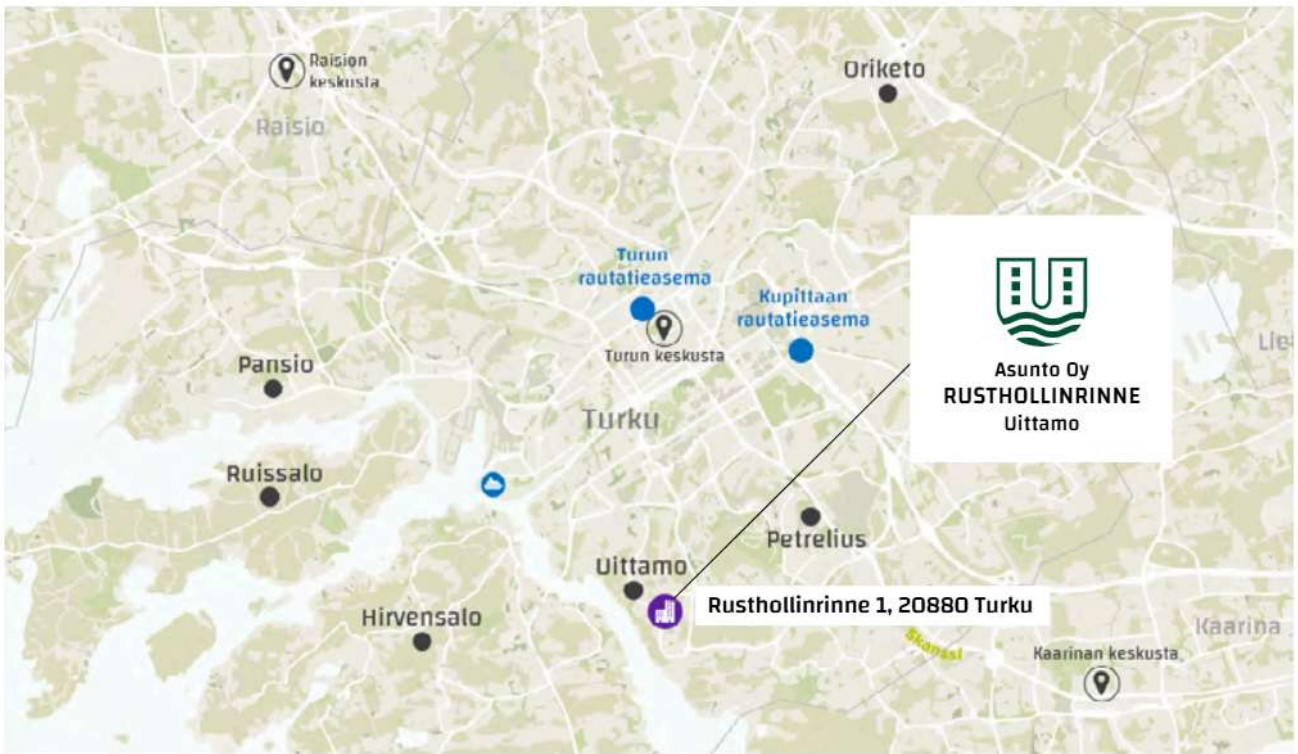 Raision
keskusta
Raisio
Oriketo
Turun
rautatieasema
Kupittaan
rautatieasema
Turun keskusta
Pansio
Turku
Ruissalo
Asunto Oy
RUSTHOLLINRINNE
Uittamo
Lie
Petrelius
Uittamo
Rusthollinrinne 1, 20880 Turku
Hirvensalo
Skanssi
Kaarina
Kaarinan keskusta